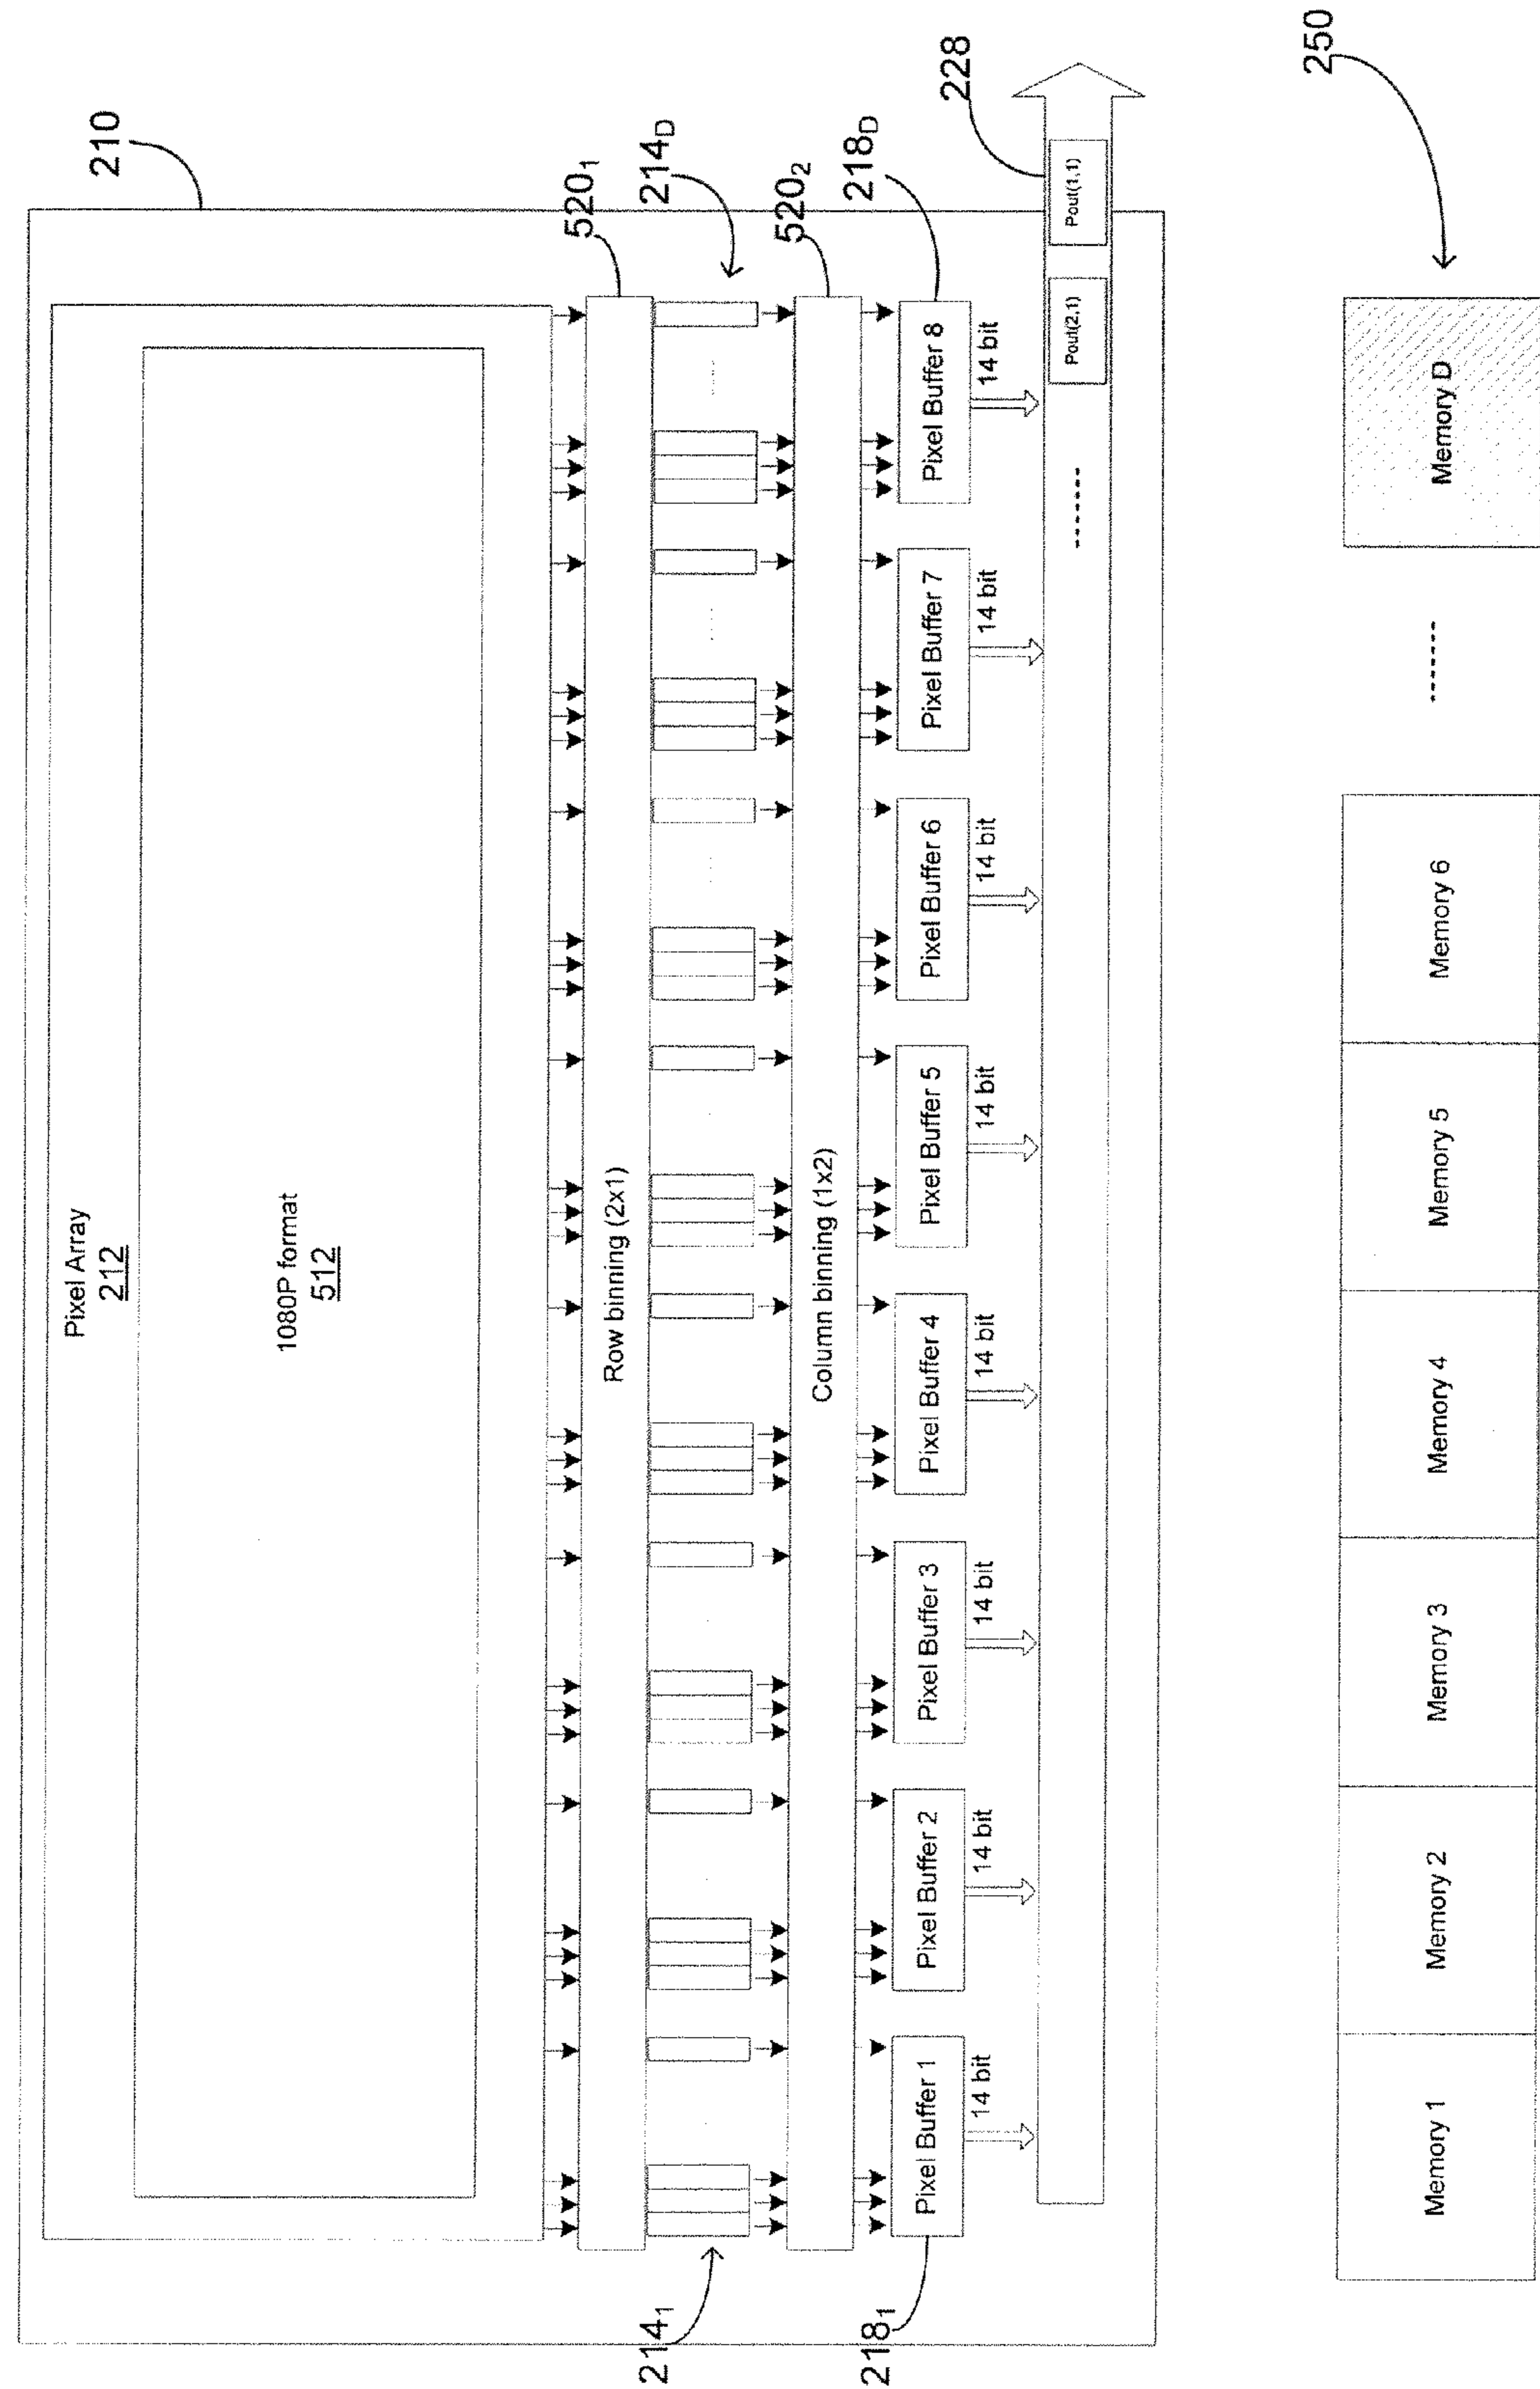 210
Pixel Array
212
1080P format
512
520₁
Row binning (2x1)
214₁
214D
520₂
Column binning (1x2)
218₁
218D
Pixel Buffer 1
Pixel Buffer 2
Pixel Buffer 3
Pixel Buffer 4
Pixel Buffer 5
Pixel Buffer 6
Pixel Buffer 7
Pixel Buffer 8
14 bit
14 bit
14 bit
14 bit
14 bit
14 bit
14 bit
14 bit
228
Pout(2,1)
Pout(1,1)
250
Memory 1
Memory 2
Memory 3
Memory 4
Memory 5
Memory 6
Memory D